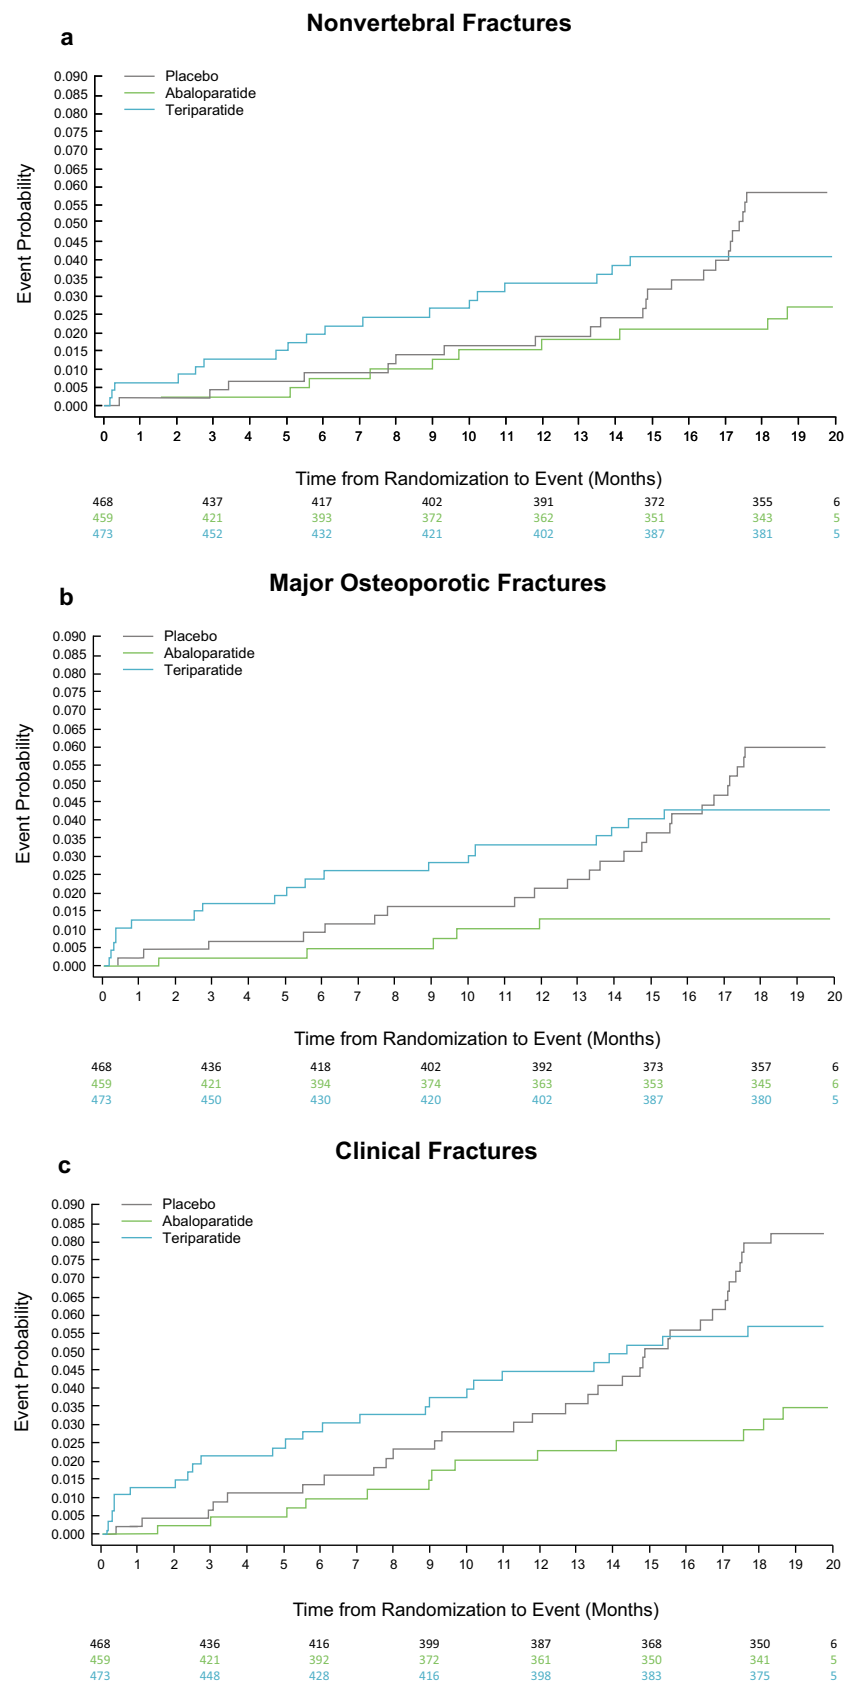 Nonvertebral Fractures
a
0.090
0.085
0.080
0.075
0.070
0.065
0.060
0.055
0.050
0.045
0.040
0.035
0.030
0.025
0.020
0.015
0.010
0.005
0.000
Event Probability
Placebo
Abaloparatide
Teriparatide
0 1 2 3 4 5 6 7 8 9 10 11 12 13 14 15 16 17 18 19 20
Time from Randomization to Event (Months)
468 437 417 402 391 372 355 6
459 421 393 372 362 351 343 5
473 452 432 421 402 387 381 5
Major Osteoporotic Fractures
b
0.090
0.085
0.080
0.075
0.070
0.065
0.060
0.055
0.050
0.045
0.040
0.035
0.030
0.025
0.020
0.015
0.010
0.005
0.000
Event Probability
Placebo
Abaloparatide
Teriparatide
0 1 2 3 4 5 6 7 8 9 10 11 12 13 14 15 16 17 18 19 20
Time from Randomization to Event (Months)
468 436 418 402 392 373 357 6
459 421 394 374 363 353 345 6
473 450 430 420 402 387 380 5
Clinical Fractures
c
0.090
0.085
0.080
0.075
0.070
0.065
0.060
0.055
0.050
0.045
0.040
0.035
0.030
0.025
0.020
0.015
0.010
0.005
0.000
Event Probability
Placebo
Abaloparatide
Teriparatide
0 1 2 3 4 5 6 7 8 9 10 11 12 13 14 15 16 17 18 19 20
Time from Randomization to Event (Months)
468 436 416 399 387 368 350 6
459 421 392 372 361 350 341 5
473 448 428 416 398 383 375 5